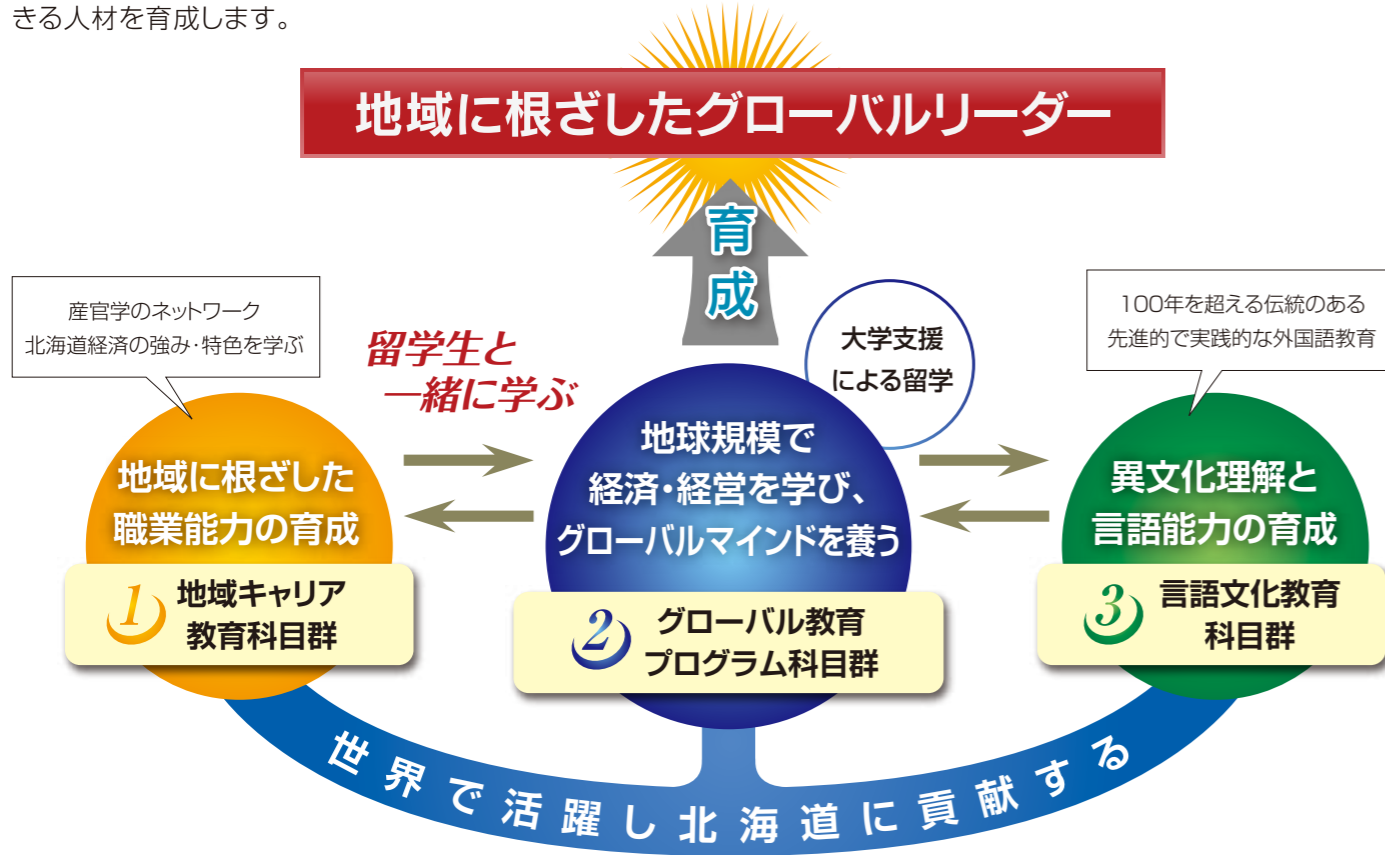 きる人材を育成します。
地域に根ざしたグローバルリーダー
育
成
産官学のネットワーク
北海道経済の強み・特色を学ぶ
留学生と
一緒に学ぶ
大学支援
による留学
100年を超える伝統のある
先進的で実践的な外国語教育
地域に根ざした
職業能力の育成
1 地域キャリア
教育科目群
地球規模で
経済・経営を学び、
グローバルマインドを養う
2 グローバル教育
プログラム科目群
異文化理解と
言語能力の育成
3 言語文化教育
科目群
世界で活躍し北海道に貢献する